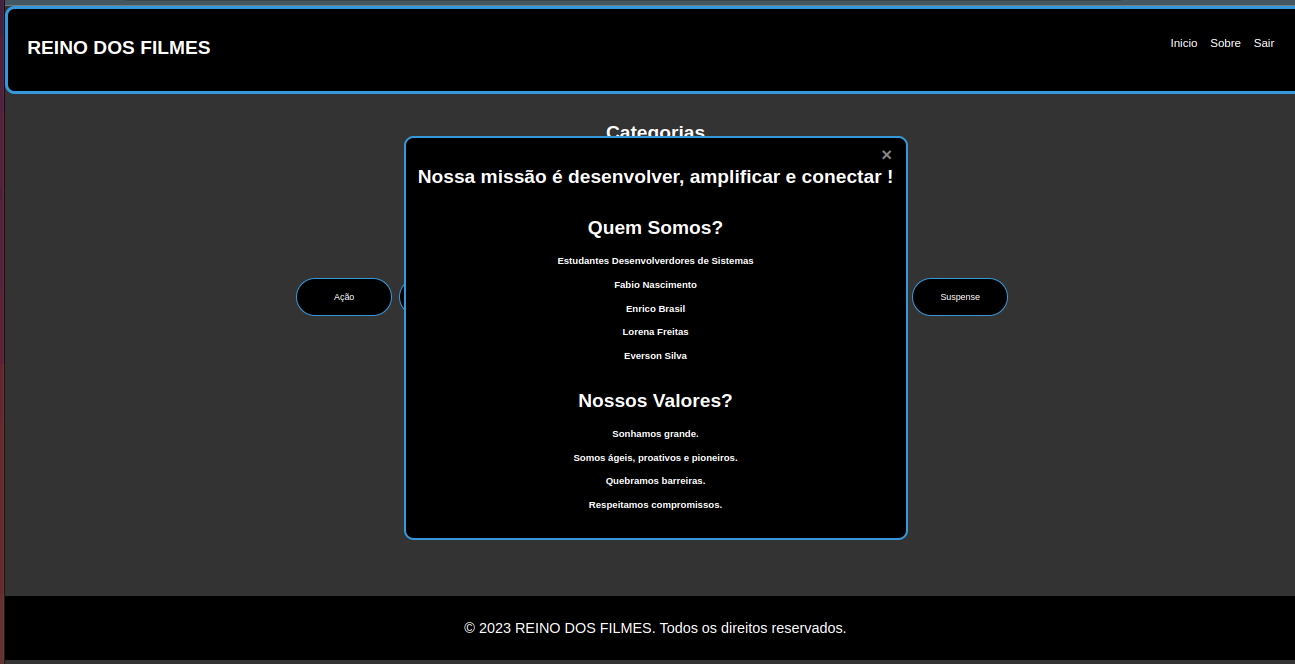 REINO DOS FILMES
Inicio Sobre Sair
Categorias
×
Nossa missão é desenvolver, amplificar e conectar !
Quem Somos?
Estudantes Desenvolverdores de Sistemas
Fabio Nascimento
Enrico Brasil
Lorena Freitas
Everson Silva
Nossos Valores?
Sonhamos grande.
Somos ágeis, proativos e pioneiros.
Quebramos barreiras.
Respeitamos compromissos.
Ação
Suspense
© 2023 REINO DOS FILMES. Todos os direitos reservados.